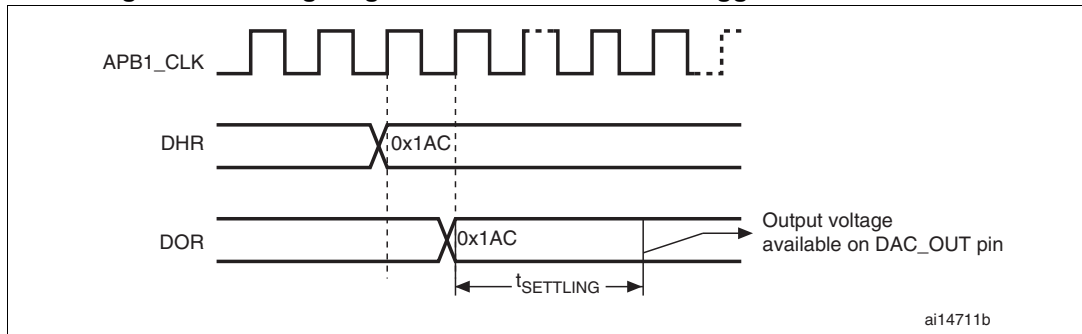 APB1_CLK
DHR
0x1AC
DOR
0x1AC
Output voltage
available on DAC_OUT pin
tSETTLING
ai14711b